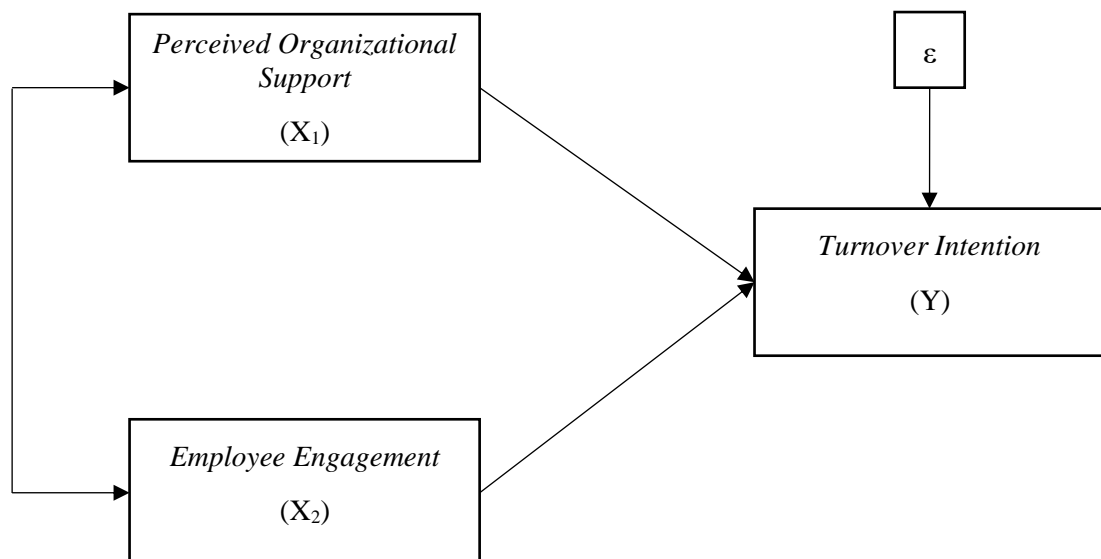 Perceived Organizational
Support
(X₁)
ε
Turnover Intention
(Y)
Employee Engagement
(X₂)